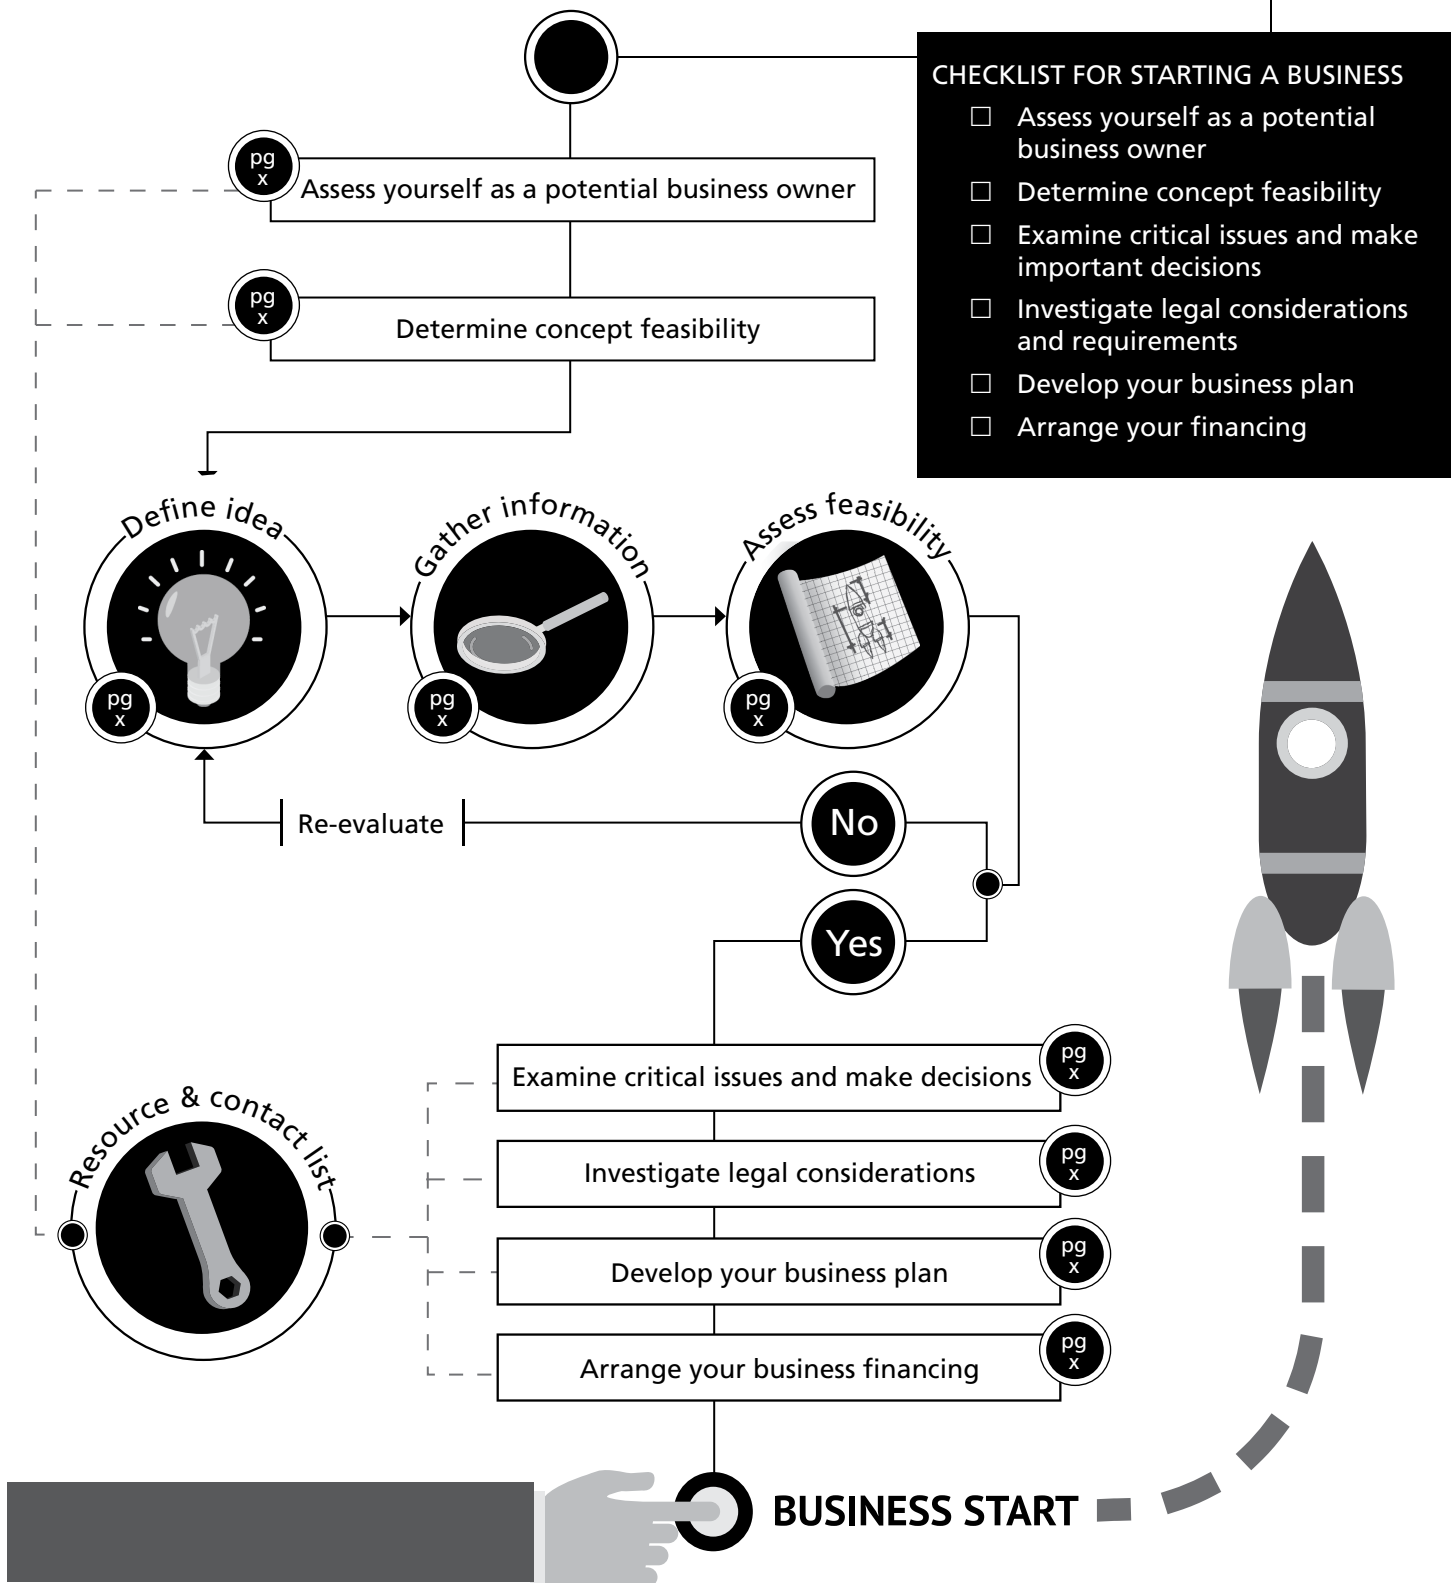 CHECKLIST FOR STARTING A BUSINESS
☐ Assess yourself as a potential
business owner
☐ Determine concept feasibility
☐ Examine critical issues and make
important decisions
☐ Investigate legal considerations
and requirements
☐ Develop your business plan
☐ Arrange your financing
pg
x
Assess yourself as a potential business owner
pg
x
Determine concept feasibility
Define idea
pg
x
Gather information
pg
x
Assess feasibility
pg
x
No
Re-evaluate
Yes
Examine critical issues and make decisions
pg
x
Investigate legal considerations
pg
x
Develop your business plan
pg
x
Arrange your business financing
pg
x
Resource & contact list
BUSINESS START